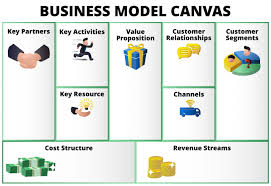 BUSINESS MODEL CANVAS
Key Partners
Key Activities
Value
Proposition
Customer
Relationships
Customer
Segments
Key Resource
Channels
Cost Structure
Revenue Streams